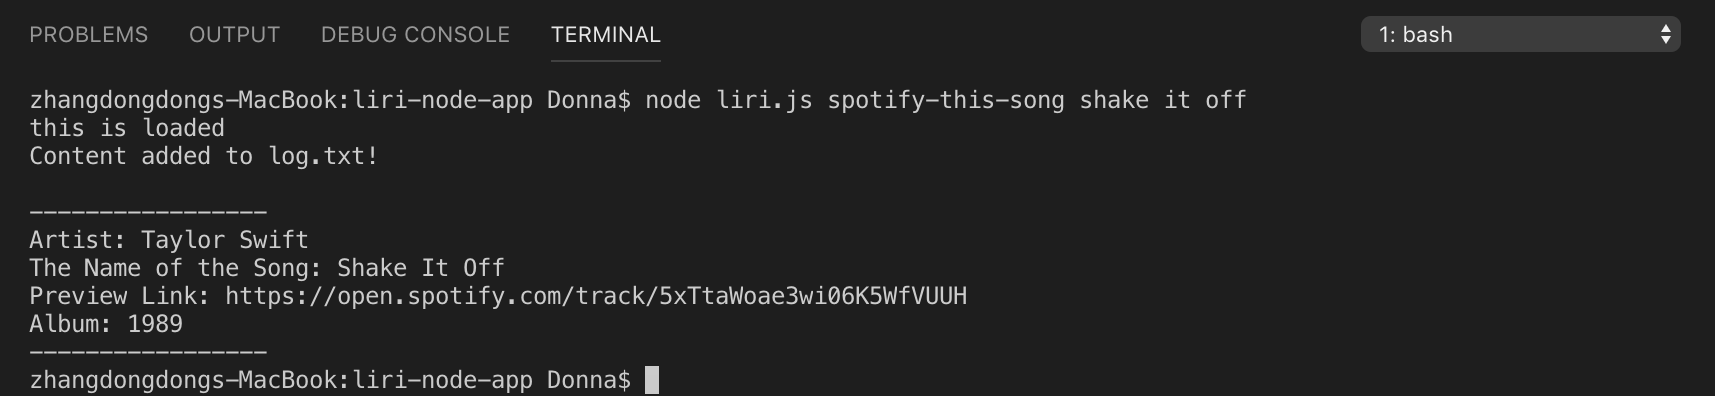 PROBLEMS OUTPUT DEBUG CONSOLE TERMINAL 1: bash
zhangdongdongs-MacBook:liri-node-app Donna$ node liri.js spotify-this-song shake it off
this is loaded
Content added to log.txt!
-----------------
Artist: Taylor Swift
The Name of the Song: Shake It Off
Preview Link: https://open.spotify.com/track/5xTtaWoae3wi06K5WfVUUH
Album: 1989
-----------------
zhangdongdongs-MacBook:liri-node-app Donna$